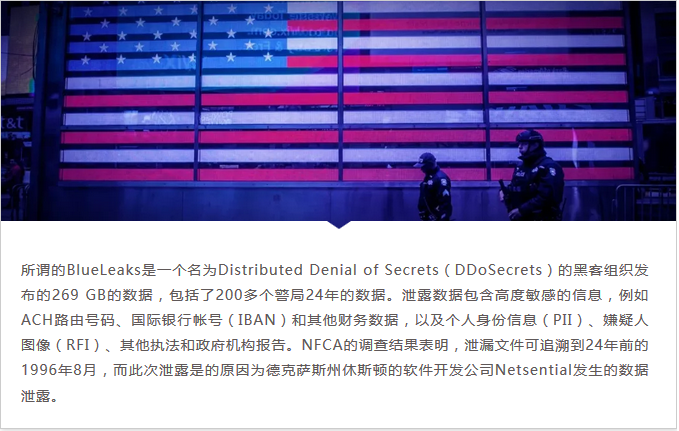 所谓的BlueLeaks是一个名为Distributed Denial of Secrets（DDoSecrets）的黑客组织发
布的269 GB的数据，包括了200多个警局24年的数据。泄露数据包含高度敏感的信息，例如
ACH路由号码、国际银行帐号（IBAN）和其他财务数据，以及个人身份信息（PII）、嫌疑人
图像（RFI）、其他执法和政府机构报告。NFCA的调查结果表明，泄漏文件可追溯到24年前的
1996年8月，而此次泄露是的原因为德克萨斯州休斯顿的软件开发公司Netsential发生的数据
泄露。